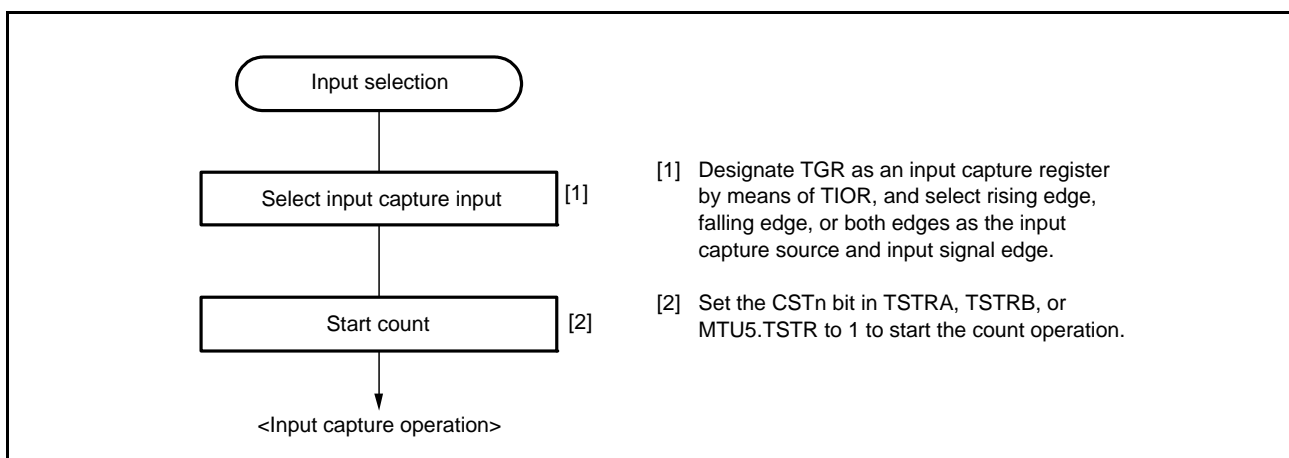 Input selection
Select input capture input
[1]
Start count
[2]
<Input capture operation>
[1] Designate TGR as an input capture register
by means of TIOR, and select rising edge,
falling edge, or both edges as the input
capture source and input signal edge.
[2] Set the CSTn bit in TSTRA, TSTRB, or
MTU5.TSTR to 1 to start the count operation.